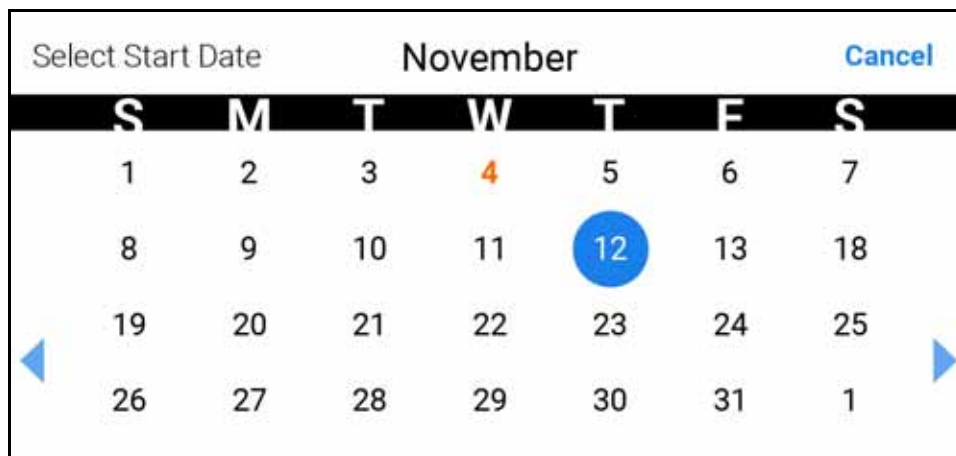 Select Start Date November Cancel
S M T W T F S
1 2 3 4 5 6 7
8 9 10 11 12 13 18
19 20 21 22 23 24 25
26 27 28 29 30 31 1